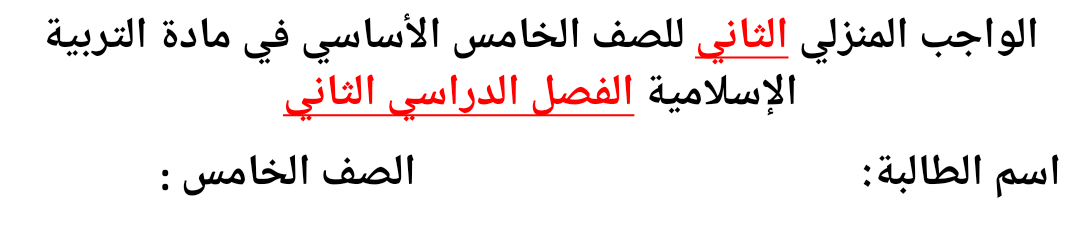 الواجب المنزلي الثاني للصف الخامس الأساسي في مادة التربية
الإسلامية الفصل الدراسي الثاني
اسم الطالبة: الصف الخامس :